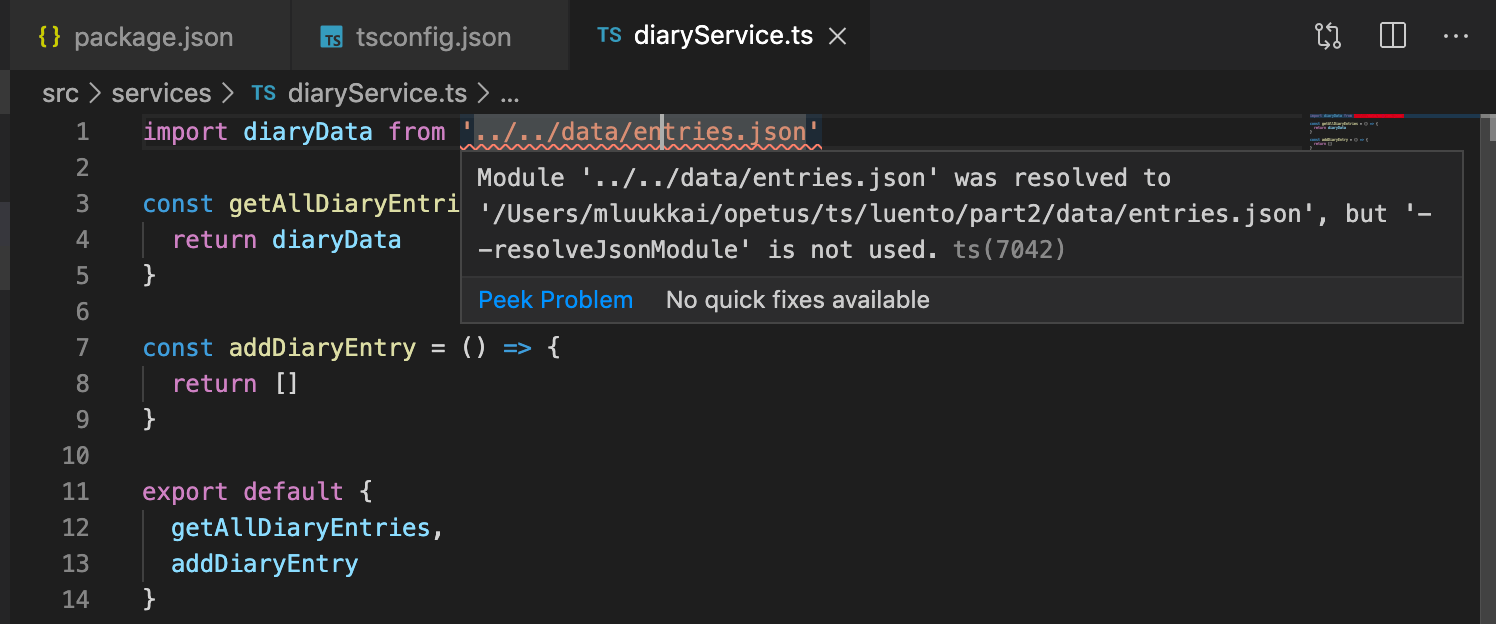 {} package.json TS tsconfig.json TS diaryService.ts ×
src > services > TS diaryService.ts > ...
1 import diaryData from '../../data/entries.json'
2
3 const getAllDiaryEntri
4 return diaryData
5 }
6
7 const addDiaryEntry = () => {
8 return []
9 }
10
11 export default {
12 getAllDiaryEntries,
13 addDiaryEntry
14 }
Module '../../data/entries.json' was resolved to
'/Users/mluukkai/opetus/ts/luento/part2/data/entries.json', but '-
-resolveJsonModule' is not used. ts(7042)
Peek Problem No quick fixes available